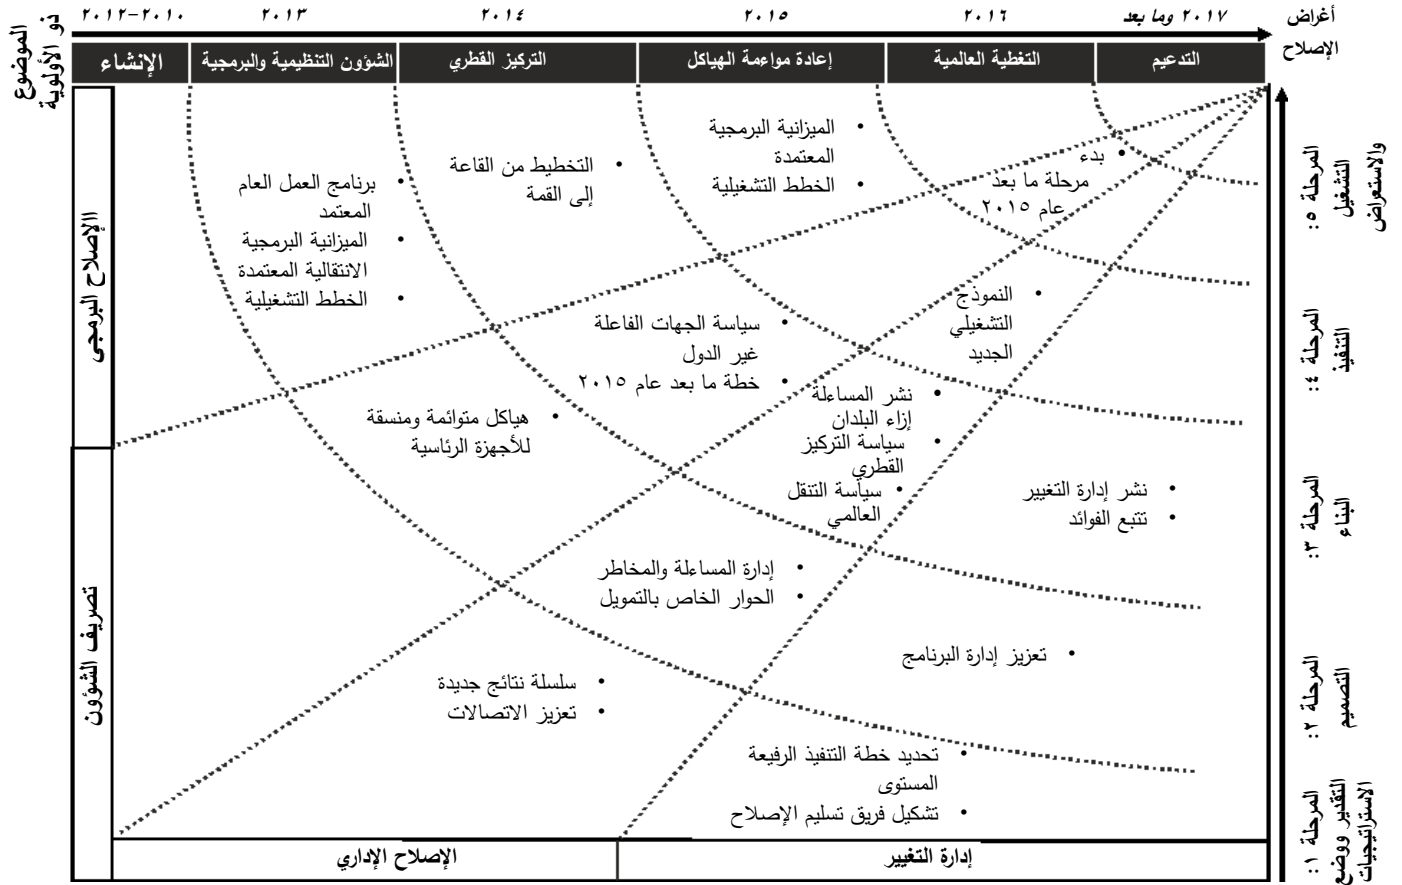 أغراض
الإصلاح
٢٠١٧ وما بعد
٢٠١٦
٢٠١٥
٢٠١٤
٢٠١٣
٢٠١٠-٢٠١٢
الموضوع
ذو الأولوية
التدعيم
التغطية العالمية
إعادة مواءمة الهياكل
التركيز القطري
الشؤون التنظيمية والبرمجية
الإنشاء
المرحلة ٥:
التشغيل
والاستعراض
المرحلة ٤:
التنفيذ
المرحلة ٣:
البناء
المرحلة ٢:
التصميم
المرحلة ١:
التقدير ووضع
الاستراتيجيات
• بدء
مرحلة ما بعد
عام ٢٠١٥
• الميزانية البرمجية
المعتمدة
• الخطط التشغيلية
• التخطيط من القاعة
إلى القمة
• برنامج العمل العام
المعتمد
• الميزانية البرمجية
الانتقالية المعتمدة
• الخطط التشغيلية
الإصلاح البرمجى
• النموذج
التشغيلي
الجديد
• سياسة الجهات الفاعلة
غير الدول
• خطة ما بعد عام ٢٠١٥
• هياكل متوائمة ومنسقة
للأجهزة الرئاسية
• نشر المساءلة
إزاء البلدان
• سياسة التركيز
القطري
• سياسة التنقل
العالمي
• نشر إدارة التغيير
• تتبع الفوائد
• إدارة المساءلة والمخاطر
• الحوار الخاص بالتمويل
• تعزيز إدارة البرنامج
• سلسلة نتائج جديدة
• تعزيز الاتصالات
تصريف الشؤون
• تحديد خطة التنفيذ الرفيعة
المستوى
• تشكيل فريق تسليم الإصلاح
إدارة التغيير
الإصلاح الإداري